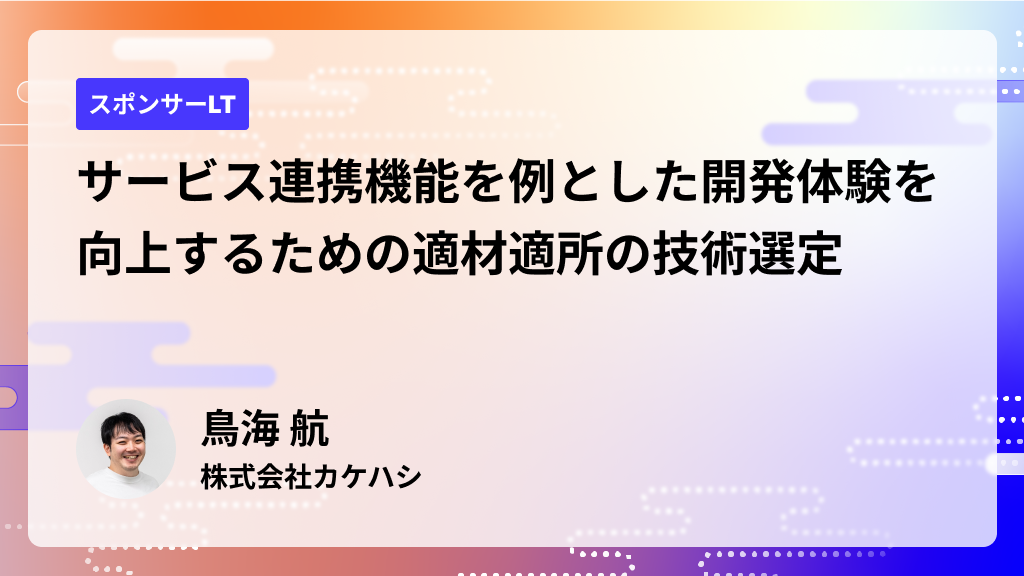 スポンサーLT
サービス連携機能を例とした開発体験を
向上するための適材適所の技術選定
鳥海 航
株式会社カケハシ